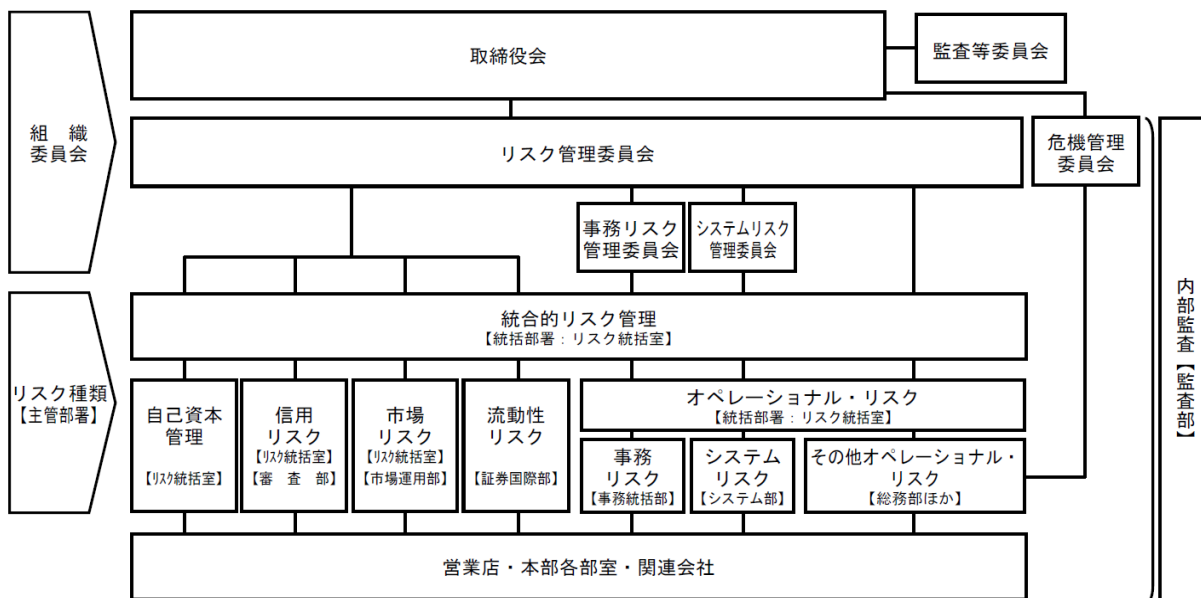 取締役会
監査等委員会
組　織
委員会
リスク管理委員会
危機管理
委員会
事務リスク
管理委員会
システムリスク
管理委員会
内部監査【監査部】
統合的リスク管理
【統括部署：リスク統括室】
リスク種類
【主管部署】
自己資本
管理
【リスク統括室】
信用
リスク
【リスク統括室】
【審　査　部】
市場
リスク
【リスク統括室】
【市場運用部】
流動性
リスク
【証券国際部】
オペレーショナル・リスク
【統括部署：リスク統括室】
事務
リスク
【事務統括部】
システム
リスク
【システム部】
その他オペレーショナル・
リスク
【総務部ほか】
営業店・本部各部室・関連会社